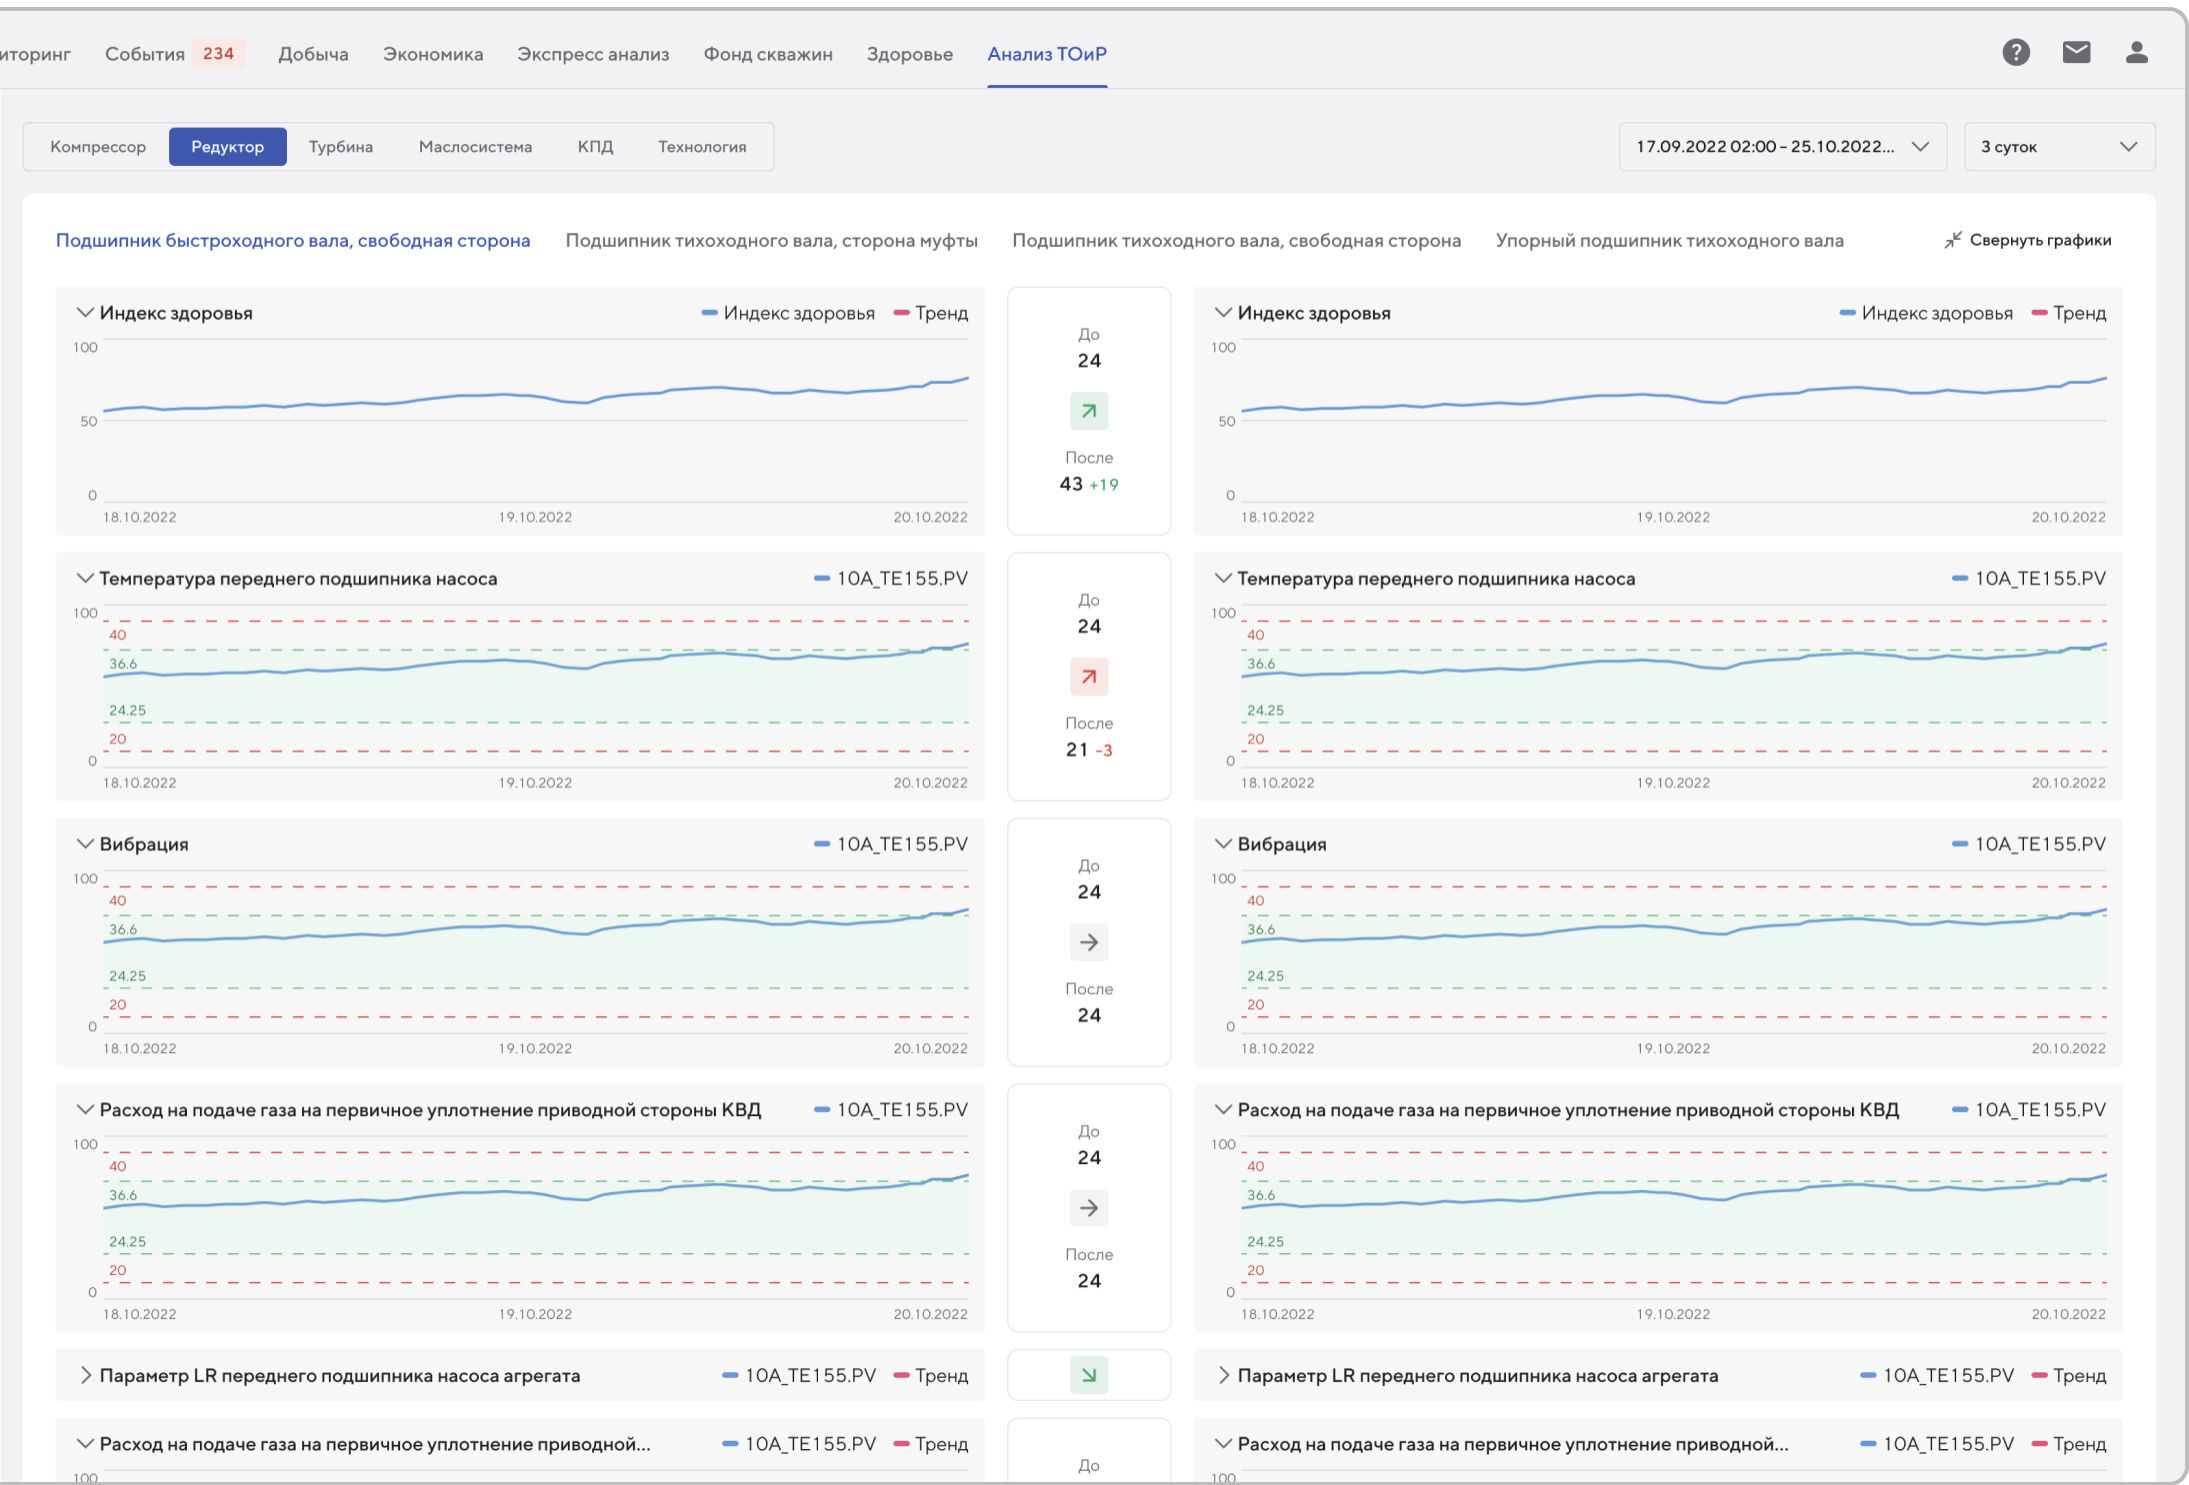 иторинг События 234 Добыча Экономика Экспресс анализ Фонд скважин Здоровье Анализ ТОиР
Компрессор Редуктор Турбина Маслосистема КПД Технология 17.09.2022 02:00 – 25.10.2022... 3 суток
Подшипник быстроходного вала, свободная сторона Подшипник тихоходного вала, сторона муфты Подшипник тихоходного вала, свободная сторона Упорный подшипник тихоходного вала Свернуть графики
Индекс здоровья Индекс здоровья Тренд
100
50
0
18.10.2022 19.10.2022 20.10.2022
До
24
После
43 +19
Индекс здоровья Индекс здоровья Тренд
100
50
0
18.10.2022 19.10.2022 20.10.2022
Температура переднего подшипника насоса 10A_TE155.PV
100
40
36.6
24.25
20
0
18.10.2022 19.10.2022 20.10.2022
До
24
После
21 -3
Температура переднего подшипника насоса 10A_TE155.PV
100
40
36.6
24.25
20
0
18.10.2022 19.10.2022 20.10.2022
Вибрация 10A_TE155.PV
100
40
36.6
24.25
20
0
18.10.2022 19.10.2022 20.10.2022
До
24
После
24
Вибрация 10A_TE155.PV
100
40
36.6
24.25
20
0
18.10.2022 19.10.2022 20.10.2022
Расход на подаче газа на первичное уплотнение приводной стороны КВД 10A_TE155.PV
100
40
36.6
24.25
20
0
18.10.2022 19.10.2022 20.10.2022
До
24
После
24
Расход на подаче газа на первичное уплотнение приводной стороны КВД 10A_TE155.PV
100
40
36.6
24.25
20
0
18.10.2022 19.10.2022 20.10.2022
Параметр LR переднего подшипника насоса агрегата 10A_TE155.PV Тренд
Параметр LR переднего подшипника насоса агрегата 10A_TE155.PV Тренд
Расход на подаче газа на первичное уплотнение приводной... 10A_TE155.PV Тренд
100
До
Расход на подаче газа на первичное уплотнение приводной... 10A_TE155.PV Тренд
100